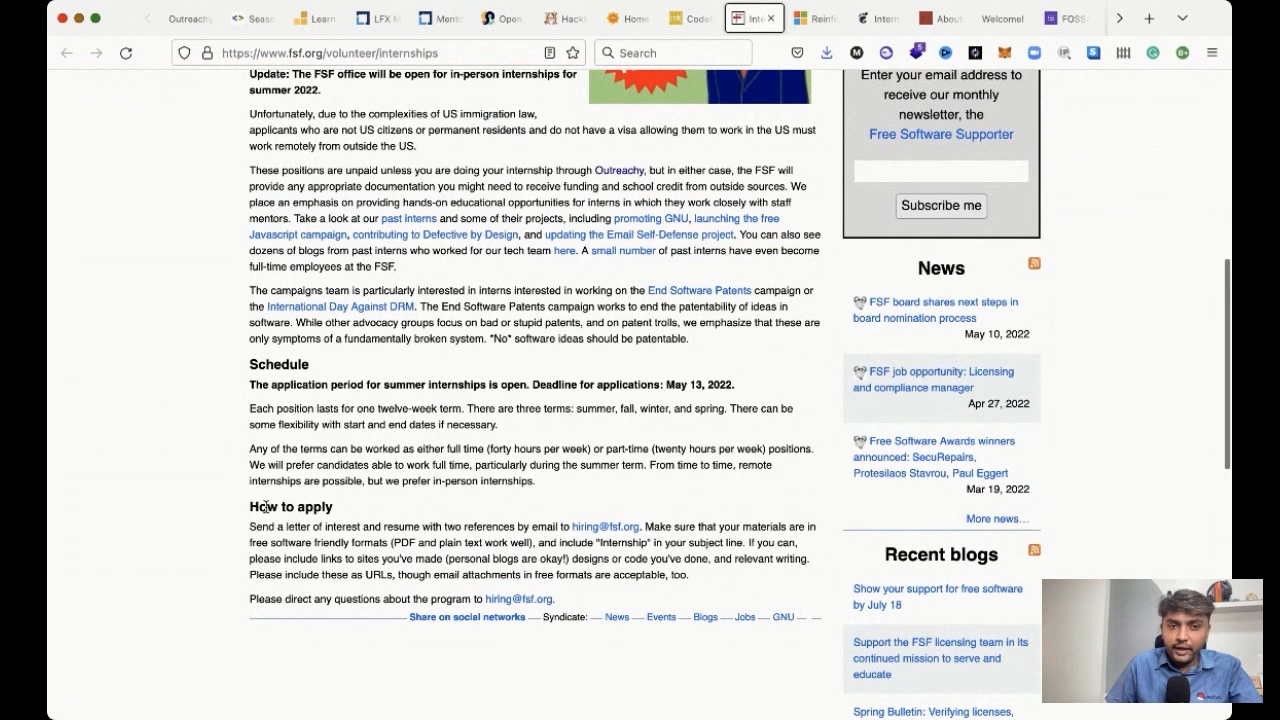 Outreachy
Seaso
Learn
LFX M
Mento
Open
Hackt
Home
CodeI
Inte
Reinfo
Intern
About
Welcome!
FOSSA
https://www.fsf.org/volunteer/internships
Search
Update: The FSF office will be open for in-person internships for
summer 2022.
Unfortunately, due to the complexities of US immigration law,
applicants who are not US citizens or permanent residents and do not have a visa allowing them to work in the US must
work remotely from outside the US.
These positions are unpaid unless you are doing your internship through Outreachy, but in either case, the FSF will
provide any appropriate documentation you might need to receive funding and school credit from outside sources. We
place an emphasis on providing hands-on educational opportunities for interns in which they work closely with staff
mentors. Take a look at our past interns and some of their projects, including promoting GNU, launching the free
Javascript campaign, contributing to Defective by Design, and updating the Email Self-Defense project. You can also see
dozens of blogs from past interns who worked for our tech team here. A small number of past interns have even become
full-time employees at the FSF.
The campaigns team is particularly interested in interns interested in working on the End Software Patents campaign or
the International Day Against DRM. The End Software Patents campaign works to end the patentability of ideas in
software. While other advocacy groups focus on bad or stupid patents, and on patent trolls, we emphasize that these are
only symptoms of a fundamentally broken system. *No* software ideas should be patentable.
Schedule
The application period for summer internships is open. Deadline for applications: May 13, 2022.
Each position lasts for one twelve-week term. There are three terms: summer, fall, winter, and spring. There can be
some flexibility with start and end dates if necessary.
Any of the terms can be worked as either full time (forty hours per week) or part-time (twenty hours per week) positions.
We will prefer candidates able to work full time, particularly during the summer term. From time to time, remote
internships are possible, but we prefer in-person internships.
How to apply
Send a letter of interest and resume with two references by email to hiring@fsf.org. Make sure that your materials are in
free software friendly formats (PDF and plain text work well), and include "Internship" in your subject line. If you can,
please include links to sites you've made (personal blogs are okay!) designs or code you've done, and relevant writing.
Please include these as URLs, though email attachments in free formats are acceptable, too.
Please direct any questions about the program to hiring@fsf.org.
Share on social networks — Syndicate: — News — Events — Blogs — Jobs — GNU — —
Enter your email address to
receive our monthly
newsletter, the
Free Software Supporter
Subscribe me
News
FSF board shares next steps in
board nomination process
May 10, 2022
FSF job opportunity: Licensing
and compliance manager
Apr 27, 2022
Free Software Awards winners
announced: SecuRepairs,
Protesilaos Stavrou, Paul Eggert
Mar 19, 2022
More news…
Recent blogs
Show your support for free software
by July 18
Support the FSF licensing team in its
continued mission to serve and
educate
Spring Bulletin: Verifying licenses,